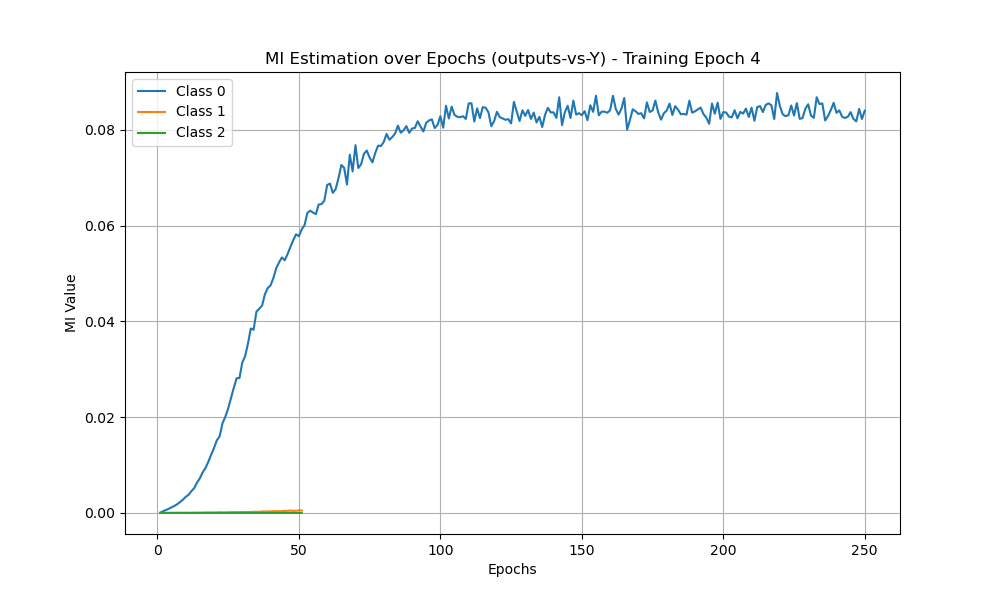 MI Estimation over Epochs (outputs-vs-Y) - Training Epoch 4
Class 0
Class 1
Class 2
MI Value
0.08
0.06
0.04
0.02
0.00
0
50
100
150
200
250
Epochs